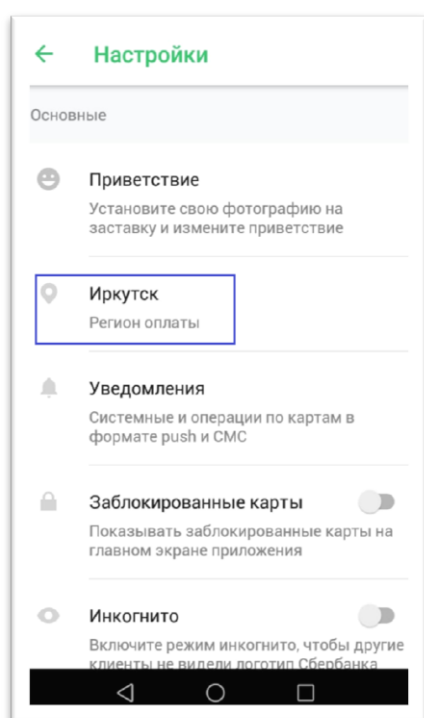 Настройки
Основные
Приветствие
Установите свою фотографию на
заставку и измените приветствие
Иркутск
Регион оплаты
Уведомления
Системные и операции по картам в
формате push и СМС
Заблокированные карты
Показывать заблокированные карты на
главном экране приложения
Инкогнито
Включите режим инкогнито, чтобы другие
клиенты не видели логотип Сбербанка